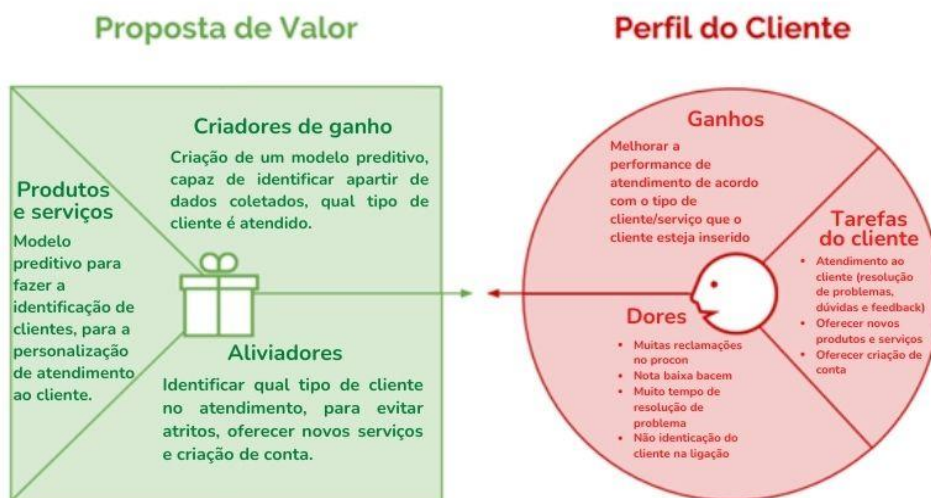 Proposta de Valor
Criadores de ganho
Criação de um modelo preditivo,
capaz de identificar apartir de
dados coletados, qual tipo de
cliente é atendido.
Produtos
e serviços
Modelo
preditivo para
fazer a
identificação de
clientes, para a
personalização
de atendimento
ao cliente.
Aliviadores
Identificar qual tipo de cliente
no atendimento, para evitar
atritos, oferecer novos serviços
e criação de conta.
Perfil do Cliente
Ganhos
Melhorar a
performance de
atendimento de acordo
com o tipo de
cliente/serviço que o
cliente esteja inserido
Tarefas
do cliente
• Atendimento ao
cliente (resolução
de problemas,
dúvidas e feedback)
• Oferecer novos
produtos e serviços
• Oferecer criação de
conta
Dores
• Muitas reclamações
no procon
• Nota baixa bacem
• Muito tempo de
resolução de
problema
• Não identicação do
cliente na ligação